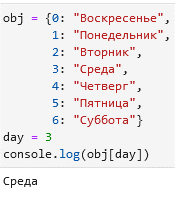 obj = {0: "Воскресенье",
1: "Понедельник",
2: "Вторник",
3: "Среда",
4: "Четверг",
5: "Пятница",
6: "Суббота"}
day = 3
console.log(obj[day])
Среда